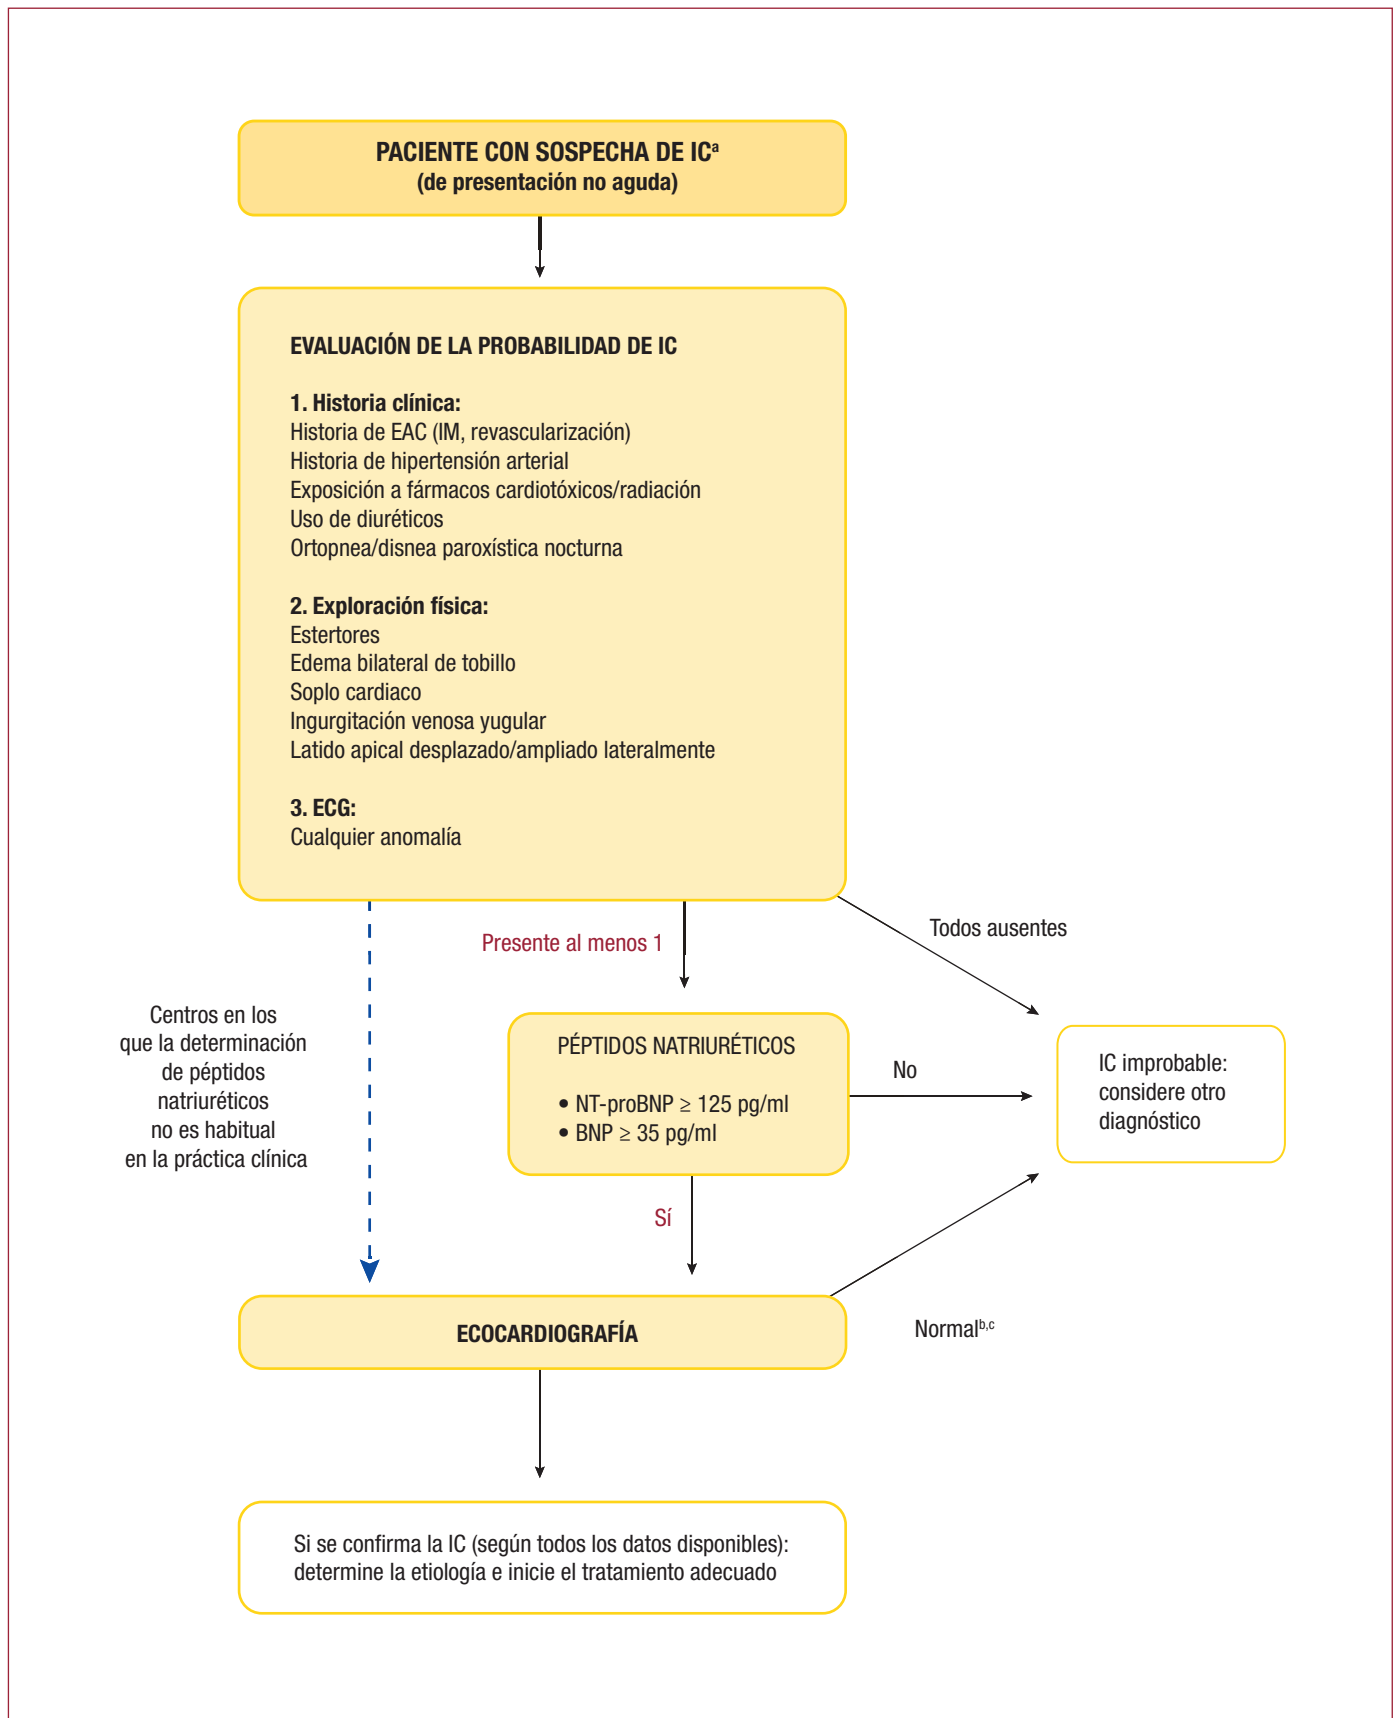 PACIENTE CON SOSPECHA DE ICª
(de presentación no aguda)
EVALUACIÓN DE LA PROBABILIDAD DE IC
1. Historia clínica:
Historia de EAC (IM, revascularización)
Historia de hipertensión arterial
Exposición a fármacos cardiotóxicos/radiación
Uso de diuréticos
Ortopnea/disnea paroxística nocturna
2. Exploración física:
Estertores
Edema bilateral de tobillo
Soplo cardiaco
Ingurgitación venosa yugular
Latido apical desplazado/ampliado lateralmente
3. ECG:
Cualquier anomalía
Todos ausentes
Presente al menos 1
Centros en los
que la determinación
de péptidos
natriuréticos
no es habitual
en la práctica clínica
PÉPTIDOS NATRIURÉTICOS
• NT-proBNP ≥ 125 pg/ml
• BNP ≥ 35 pg/ml
No
IC improbable:
considere otro
diagnóstico
Sí
ECOCARDIOGRAFÍA
Normalᵇ,ᶜ
Si se confirma la IC (según todos los datos disponibles):
determine la etiología e inicie el tratamiento adecuado